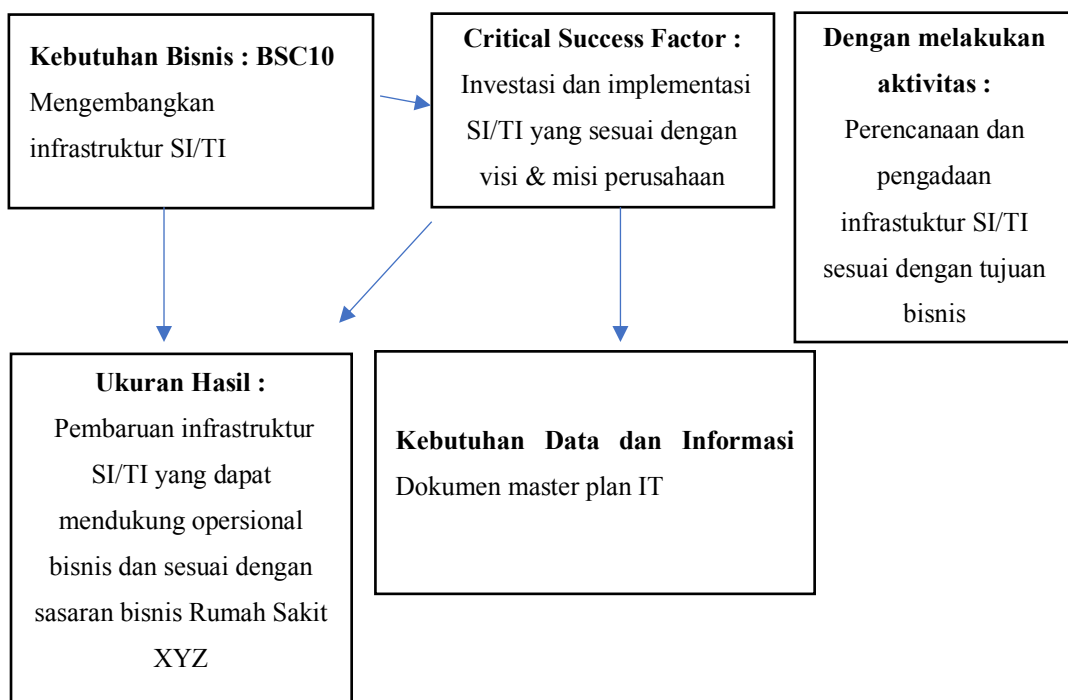 Kebutuhan Bisnis : BSC10
Mengembangkan
infrastruktur SI/TI
Critical Success Factor :
Investasi dan implementasi
SI/TI yang sesuai dengan
visi & misi perusahaan
Dengan melakukan
aktivitas :
Perencanaan dan
pengadaan
infrastuktur SI/TI
sesuai dengan tujuan
bisnis
Ukuran Hasil :
Pembaruan infrastruktur
SI/TI yang dapat
mendukung opersional
bisnis dan sesuai dengan
sasaran bisnis Rumah Sakit
XYZ
Kebutuhan Data dan Informasi
Dokumen master plan IT